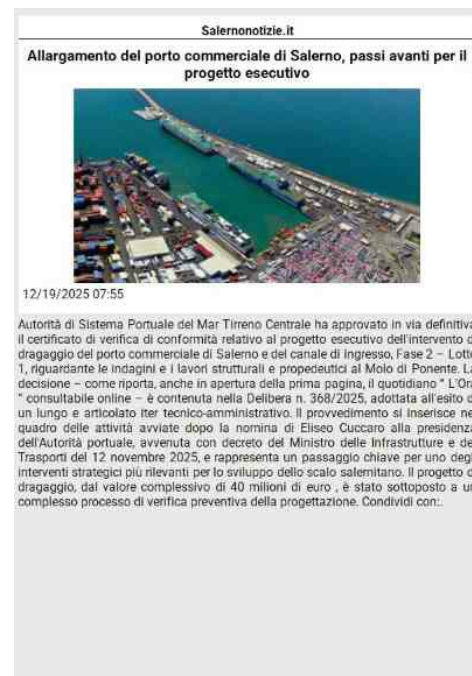 Salernonotizie.it
Allargamento del porto commerciale di Salerno, passi avanti per il
progetto esecutivo
12/19/2025 07:55
Autorità di Sistema Portuale del Mar Tirreno Centrale ha approvato in via definitiva
il certificato di verifica di conformità relativo al progetto esecutivo dell'intervento d
dragaggio del porto commerciale di Salerno e del canale di ingresso, Fase 2 – Lotto
1, riguardante le indagini e i lavori strutturali e propedeutici al Molo di Ponente. La
decisione – come riporta, anche in apertura della prima pagina, il quotidiano " L'Ora
" consultabile online – è contenuta nella Delibera n. 368/2025, adottata all'esito d
un lungo e articolato iter tecnico-amministrativo. Il provvedimento si inserisce ne
quadro delle attività avviate dopo la nomina di Eliseo Cuccaro alla presidenza
dell'Autorità portuale, avvenuta con decreto del Ministro delle Infrastrutture e de
Trasporti del 12 novembre 2025, e rappresenta un passaggio chiave per uno degl
interventi strategici più rilevanti per lo sviluppo dello scalo salernitano. Il progetto d
dragaggio, dal valore complessivo di 40 milioni di euro , è stato sottoposto a un
complesso processo di verifica preventiva della progettazione. Condividi con:.